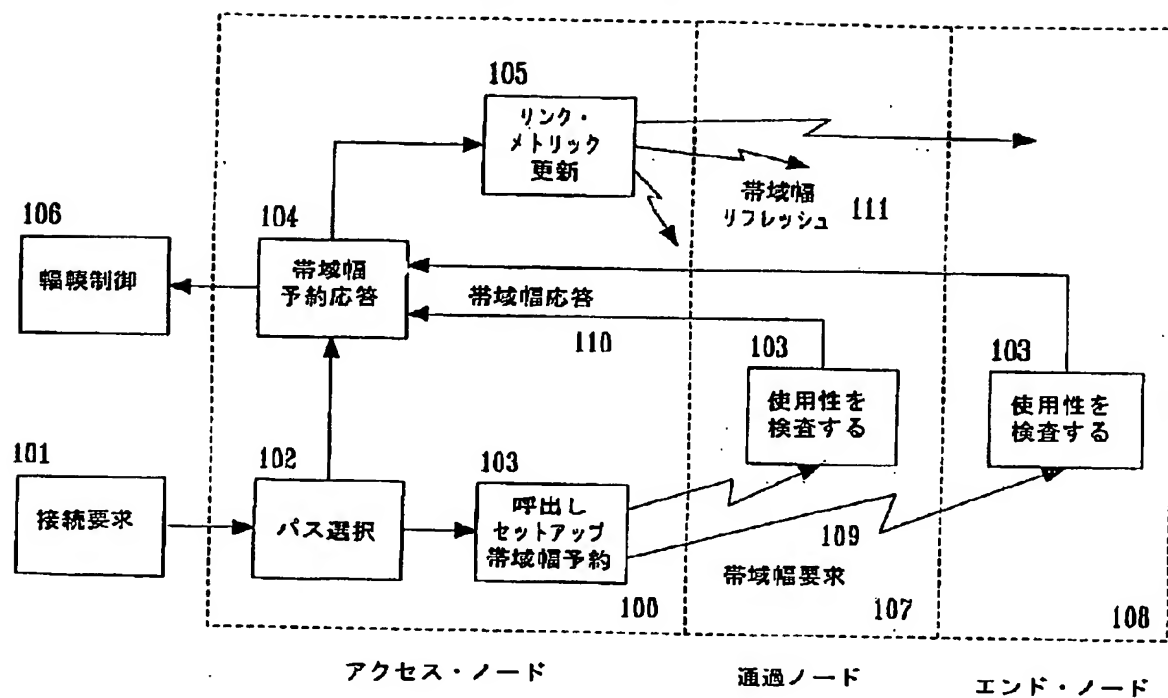 105
リンク・
メトリック
更新
帯域幅
リフレッシュ
111
106
輻輳制御
104
帯域幅
予約応答
帯域幅応答
110
103
使用性を
検査する
103
使用性を
検査する
101
接続要求
102
パス選択
103
呼出し
セットアップ
帯域幅予約
109
帯域幅要求
100
107
108
アクセス・ノード
通過ノード
エンド・ノード